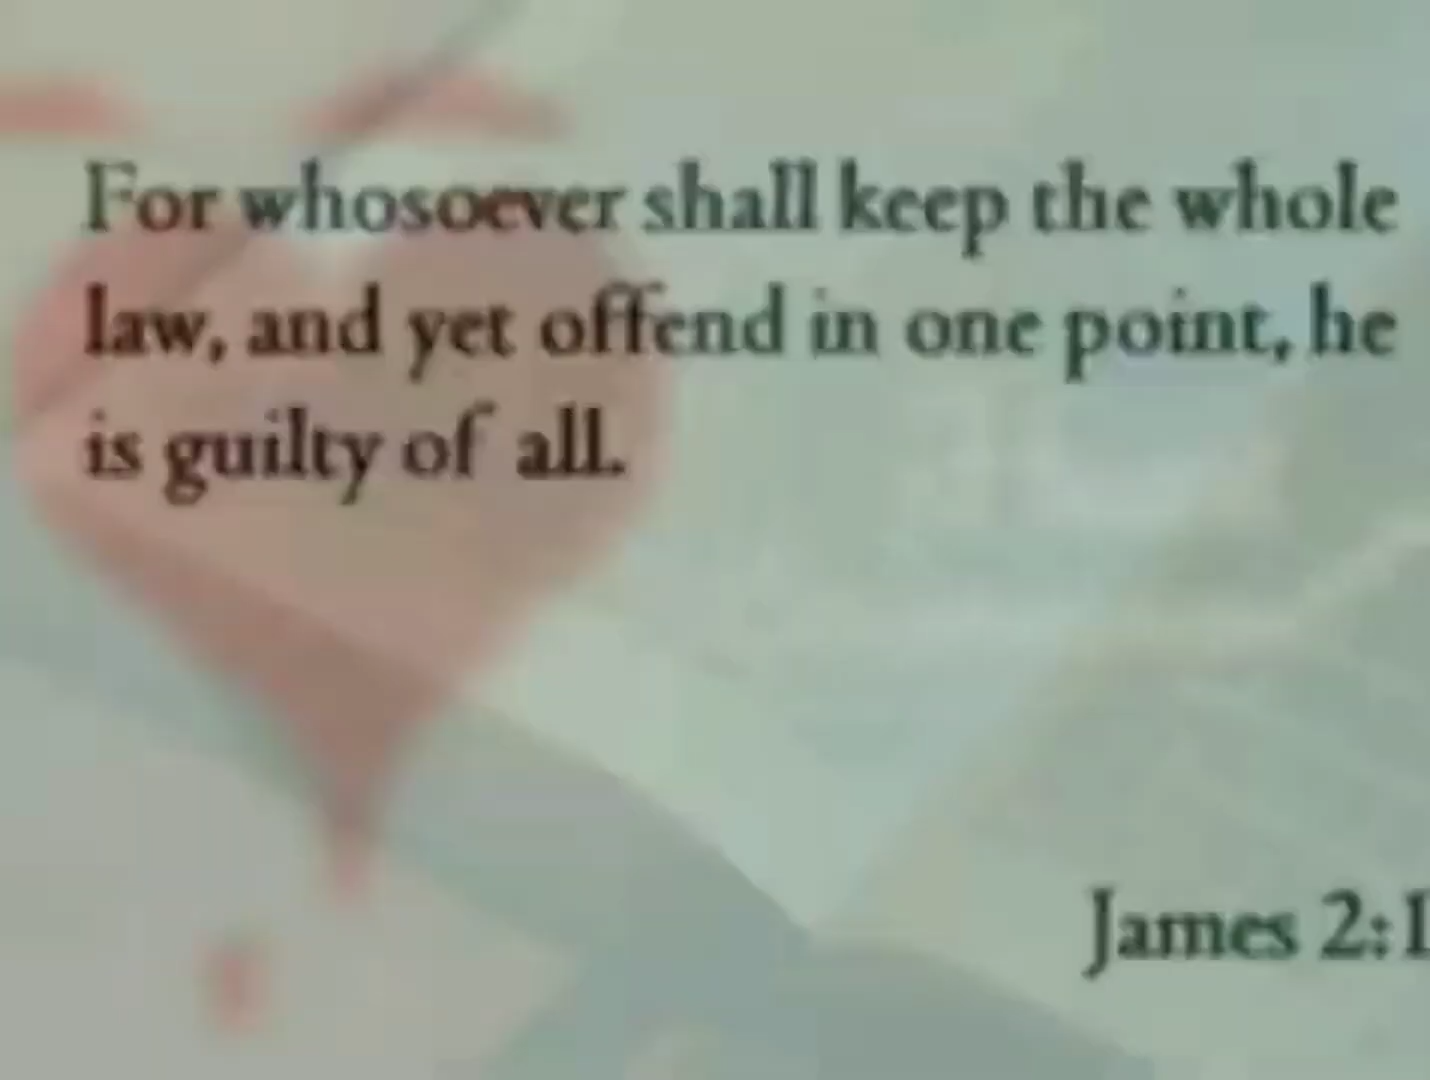 For whosoever shall keep the whole
law, and yet offend in one point, he
is guilty of all.
James 2:1